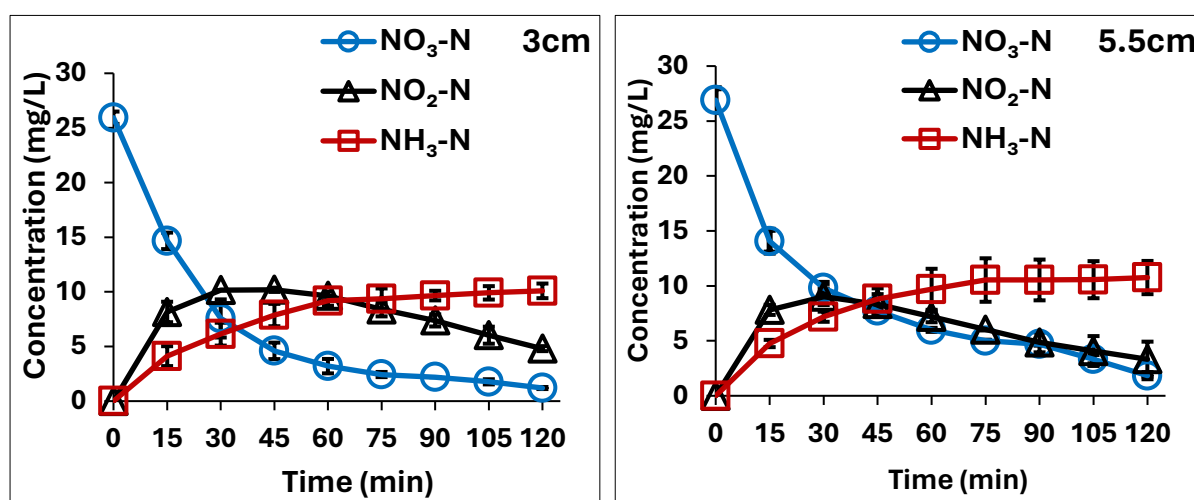 NO₃-N 3cm
NO₂-N
NH₃-N
Concentration (mg/L)
30
25
20
15
10
5
0
0 15 30 45 60 75 90 105 120
Time (min)
NO₃-N 5.5cm
NO₂-N
NH₃-N
Concentration (mg/L)
30
25
20
15
10
5
0
0 15 30 45 60 75 90 105 120
Time (min)